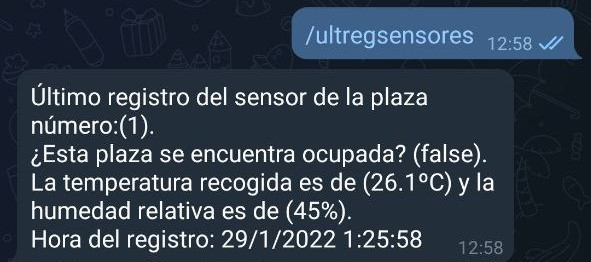 /ultregsensores 12:58
Último registro del sensor de la plaza
número:(1).
¿Esta plaza se encuentra ocupada? (false).
La temperatura recogida es de (26.1ºC) y la
humedad relativa es de (45%).
Hora del registro: 29/1/2022 1:25:58 12:58